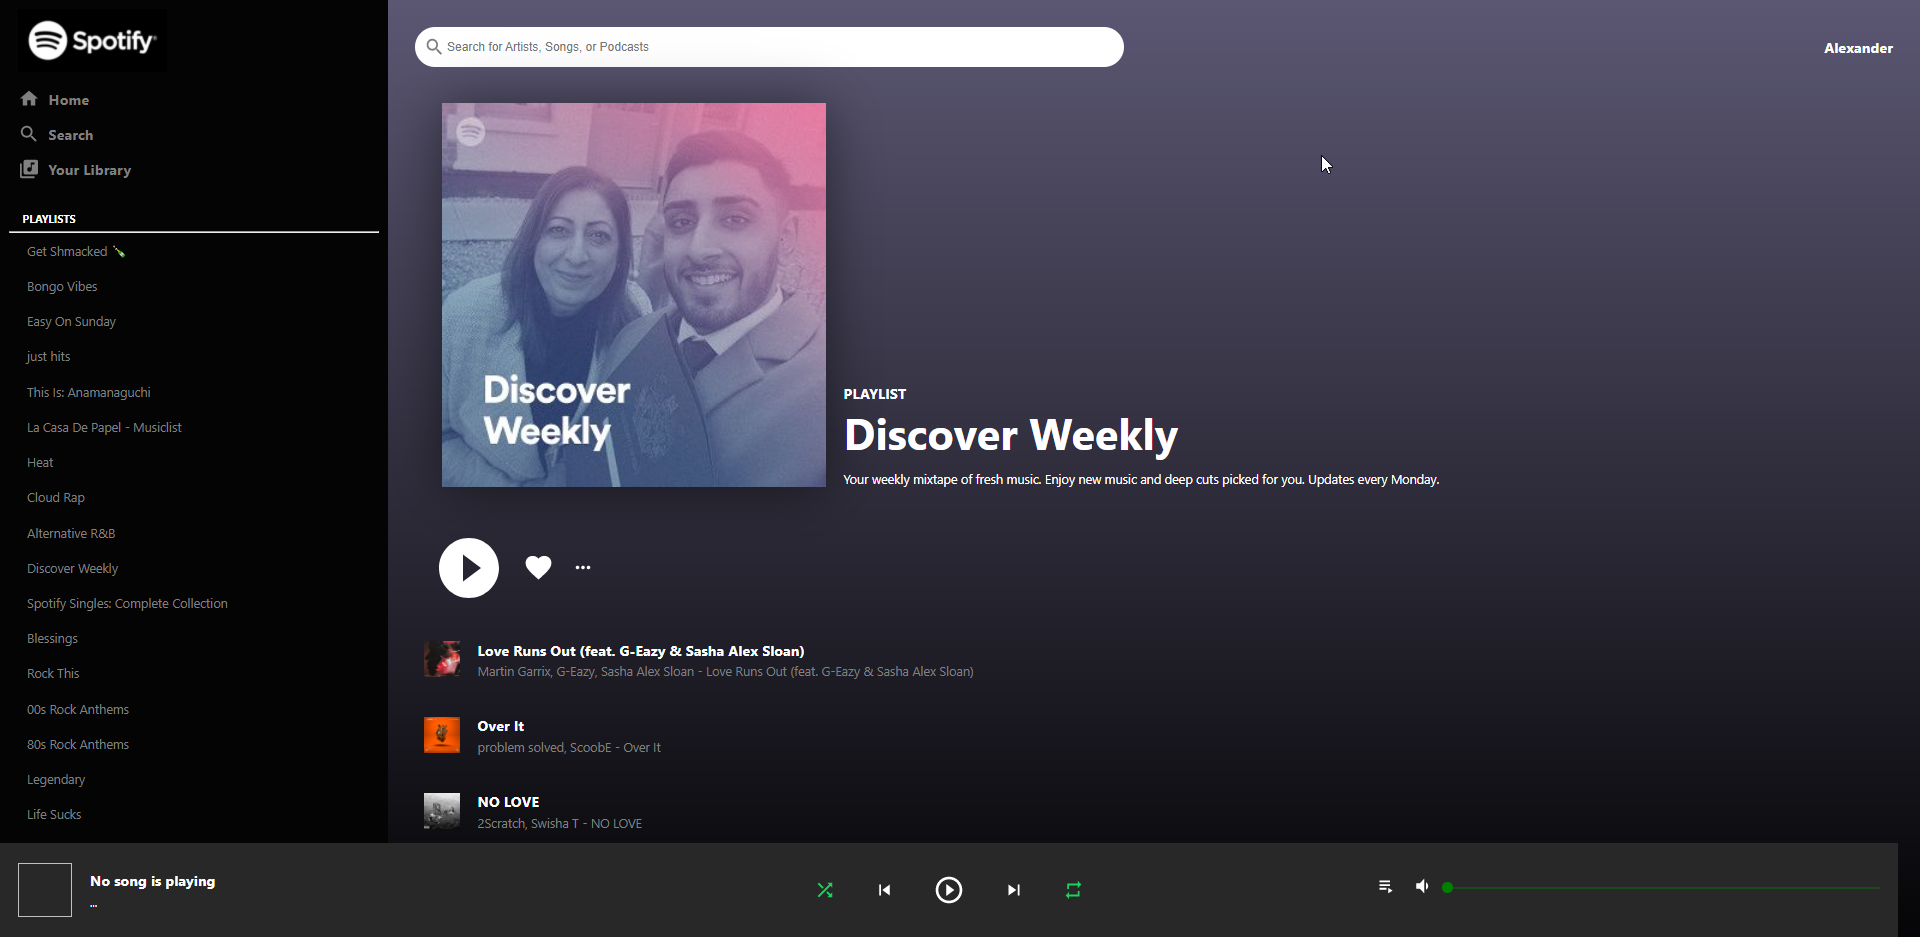 Spotify
Home
Search
Your Library
PLAYLISTS
Get Shmacked 🍾
Bongo Vibes
Easy On Sunday
just hits
This Is: Anamanaguchi
La Casa De Papel - Musiclist
Heat
Cloud Rap
Alternative R&B
Discover Weekly
Spotify Singles: Complete Collection
Blessings
Rock This
00s Rock Anthems
80s Rock Anthems
Legendary
Life Sucks
Search for Artists, Songs, or Podcasts
Alexander
Discover
Weekly
PLAYLIST
Discover Weekly
Your weekly mixtape of fresh music. Enjoy new music and deep cuts picked for you. Updates every Monday.
Love Runs Out (feat. G-Eazy & Sasha Alex Sloan)
Martin Garrix, G-Eazy, Sasha Alex Sloan - Love Runs Out (feat. G-Eazy & Sasha Alex Sloan)
Over It
problem solved, ScoobE - Over It
NO LOVE
2Scratch, Swisha T - NO LOVE
No song is playing
...